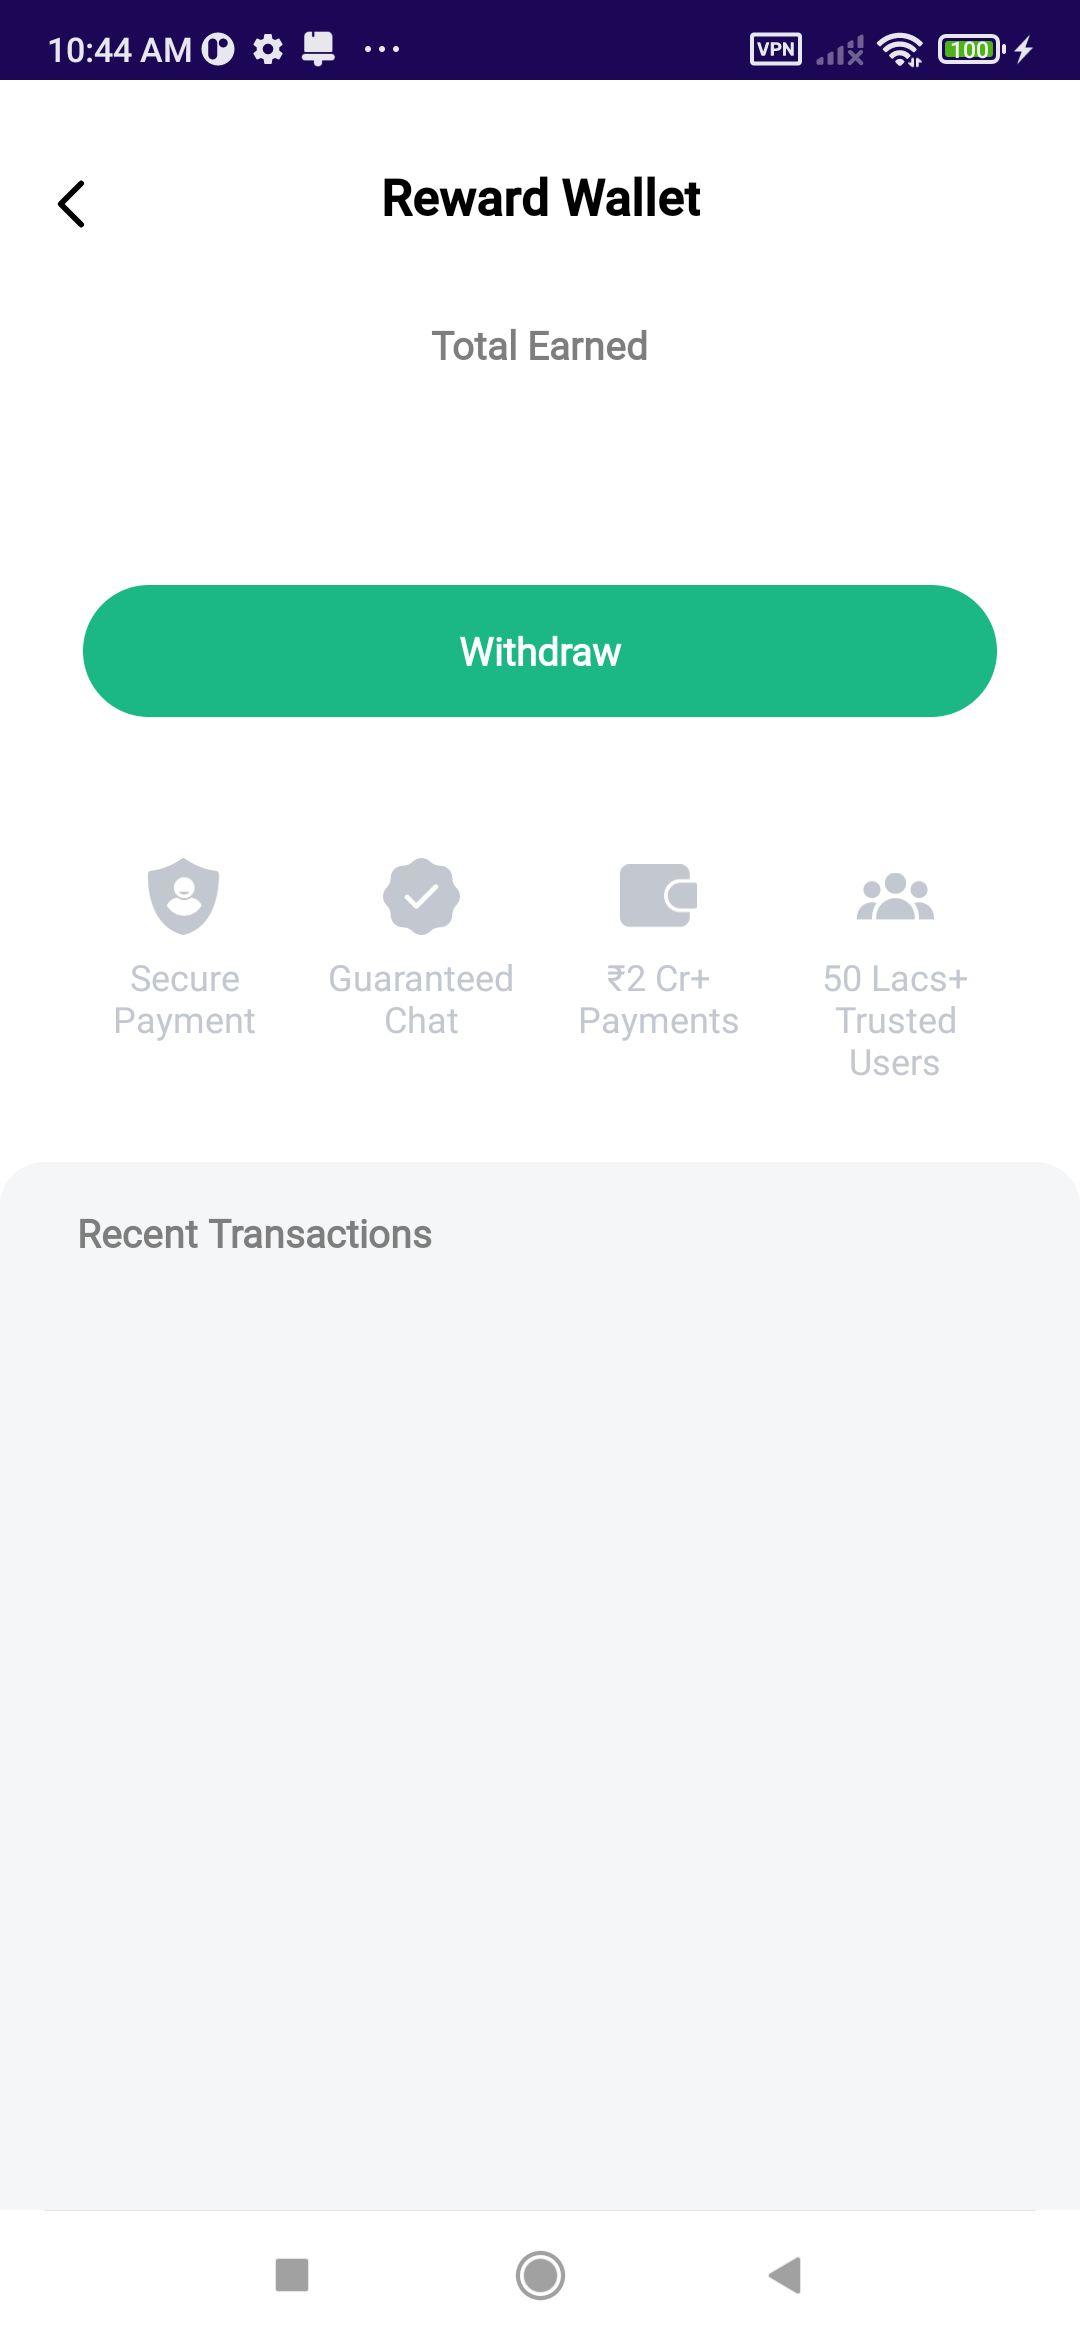 10:44 AM
VPN
100
Reward Wallet
Total Earned
Withdraw
Secure
Payment
Guaranteed
Chat
₹2 Cr+
Payments
50 Lacs+
Trusted
Users
Recent Transactions